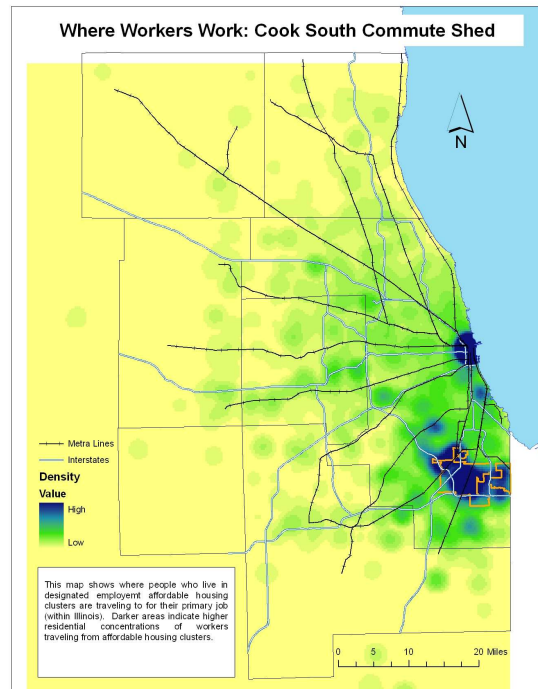 Where Workers Work: Cook South Commute Shed
N
Metra Lines
Interstates
Density
Value
High
Low
This map shows where people who live in
designated employemt affordable housing
clusters are traveling to for their primary job
(within Illinois). Darker areas indicate higher
residential concentrations of workers
traveling from affordable housing clusters.
0 5 10 20 Miles